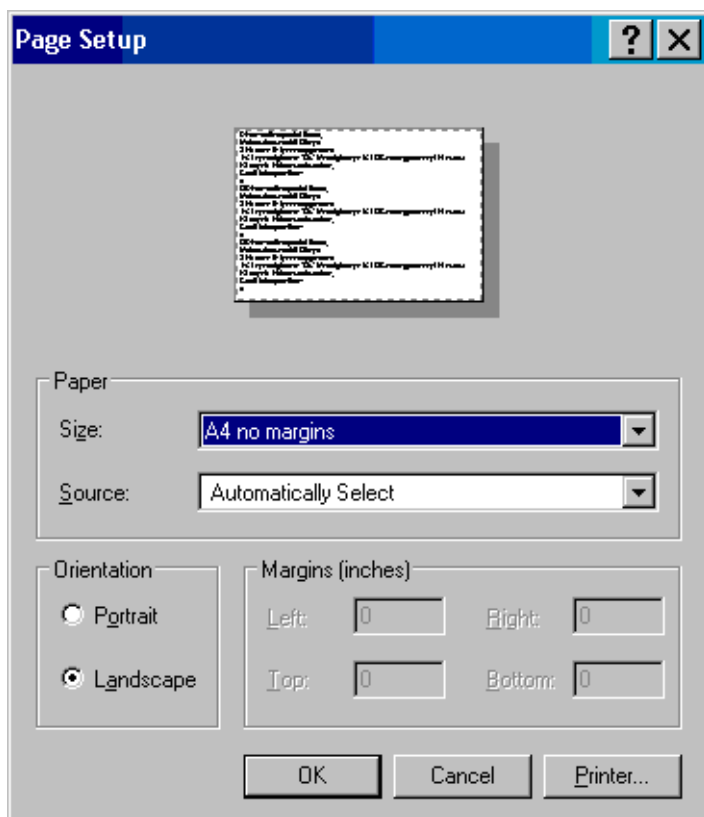 Page Setup
Paper
Size:
A4 no margins
Source:
Automatically Select
Orientation
Portrait
Landscape
Margins (inches)
Left: 0 Right: 0
Top: 0 Bottom: 0
OK Cancel Printer...